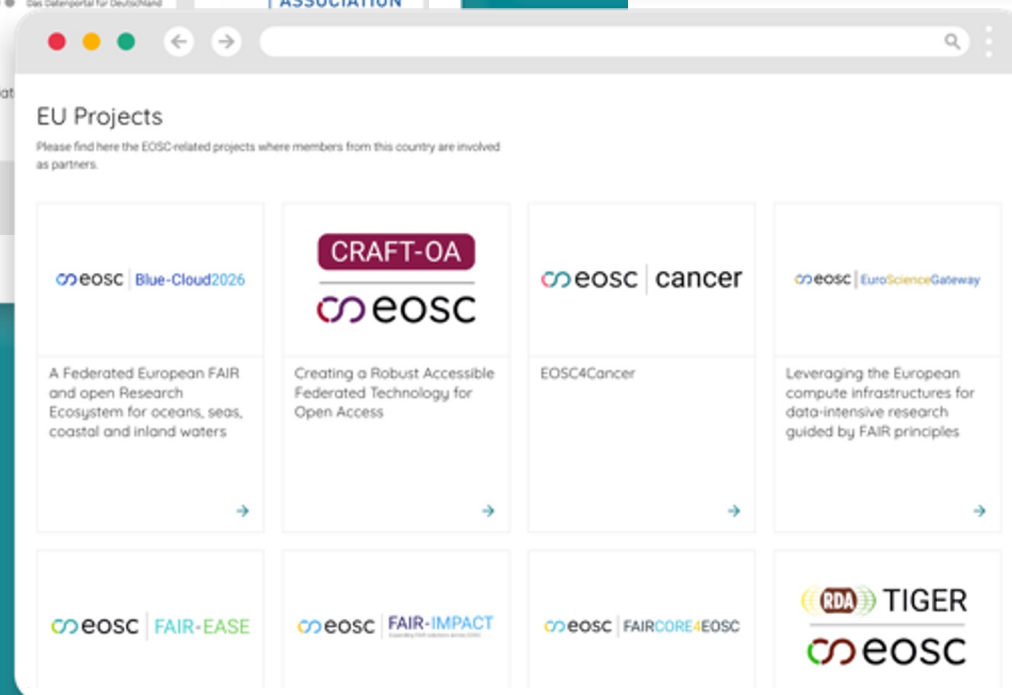 Das Datenportal für Deutschland
ASSOCIATION
EU Projects
Please find here the EOSC-related projects where members from this country are involved
as partners.
eosc | Blue-Cloud2026
A Federated European FAIR
and open Research
Ecosystem for oceans, seas,
coastal and inland waters
CRAFT-OA
eosc
Creating a Robust Accessible
Federated Technology for
Open Access
eosc | cancer
EOSC4Cancer
eosc | EuroScienceGateway
Leveraging the European
compute infrastructures for
data-intensive research
guided by FAIR principles
eosc | FAIR-EASE
eosc | FAIR-IMPACT
eosc | FAIRCORE4EOSC
RDA TIGER
eosc